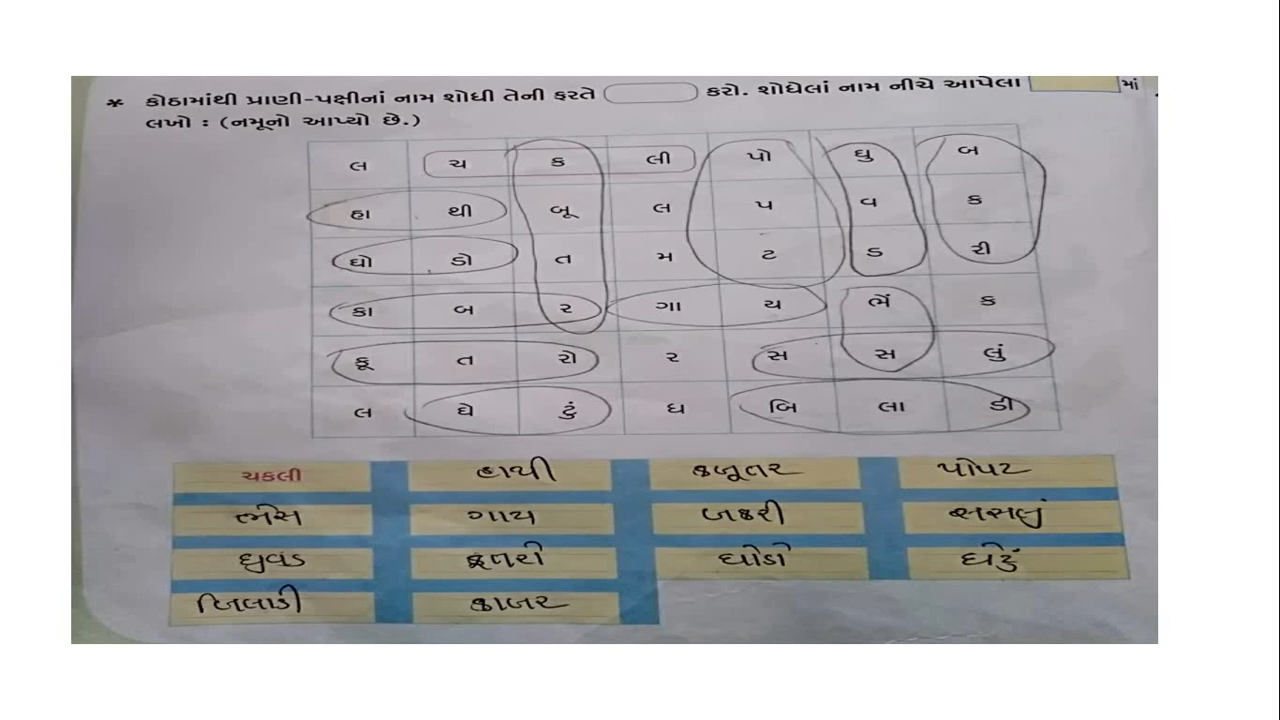 * કોઠામાંથી પ્રાણી-પક્ષીનાં નામ શોધી તેની ફરતે કરો. શોધેલાં નામ નીચે આપેલા માં
લખો : (નમૂનો આપ્યો છે.)
લ ચ ક લી પો ઘુ બ
હા થી બૂ લ પ વ ક
ઘો ડો ત મ ટ ડ રી
કા બ ર ગા ય ભેં ક
કૂ ત રો ર સ સ લું
લ ઘે ટું ઘ બિ લા ડી
ચકલી હાથી કબૂતર પોપટ
ભેંસ ગાય બકરી સસલું
ઘુવડ કૂતરો ઘોડો ઘેટું
બિલાડી કાબર